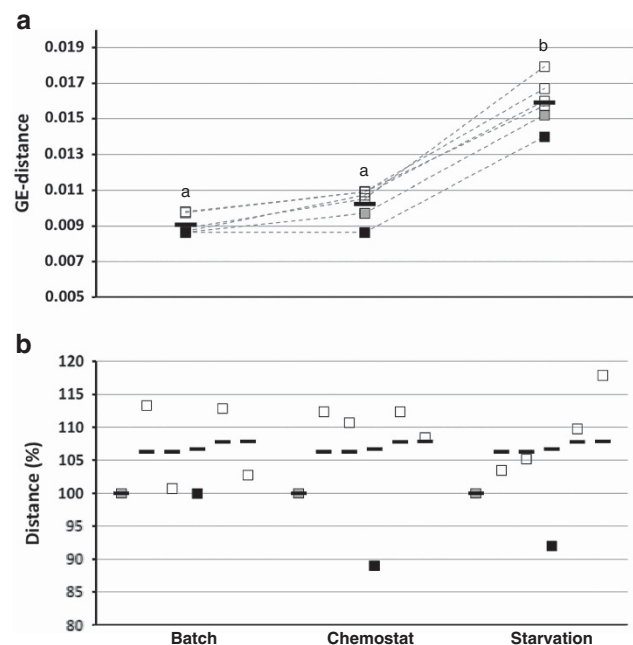 a
0.019
0.017
0.015
0.013
0.011
0.009
0.007
0.005
GE-distance
a
a
b
b
120
115
110
105
100
95
90
85
80
Distance (%)
Batch
Chemostat
Starvation